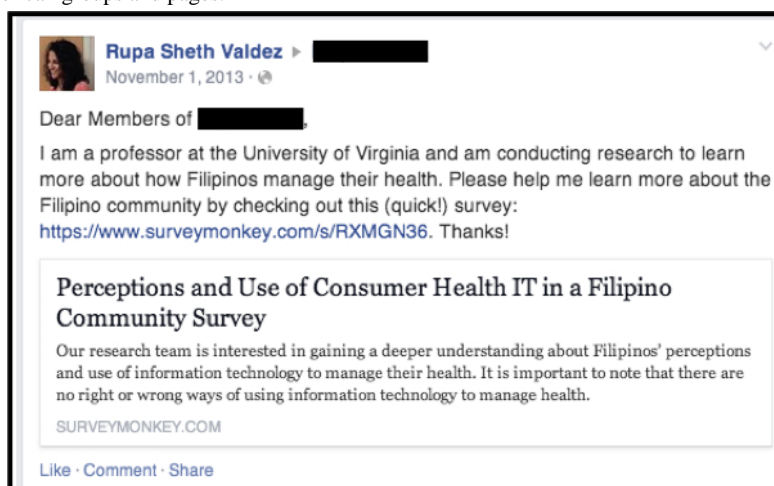 Rupa Sheth Valdez ▸
November 1, 2013 ·
Dear Members of ,
I am a professor at the University of Virginia and am conducting research to learn
more about how Filipinos manage their health. Please help me learn more about the
Filipino community by checking out this (quick!) survey:
https://www.surveymonkey.com/s/RXMGN36. Thanks!
Perceptions and Use of Consumer Health IT in a Filipino
Community Survey
Our research team is interested in gaining a deeper understanding about Filipinos' perceptions
and use of information technology to manage their health. It is important to note that there are
no right or wrong ways of using information technology to manage health.
SURVEYMONKEY.COM
Like · Comment · Share